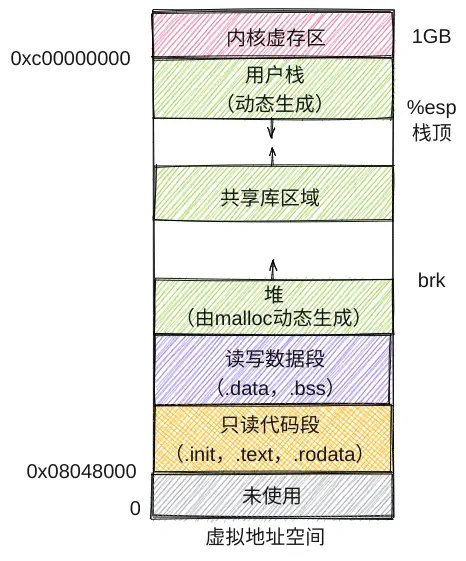 内核虚存区
1GB
0xc00000000
用户栈
（动态生成）
%esp
栈顶
共享库区域
brk
堆
（由malloc动态生成）
读写数据段
（.data，.bss）
只读代码段
（.init，.text，.rodata）
0x08048000
未使用
0
虚拟地址空间